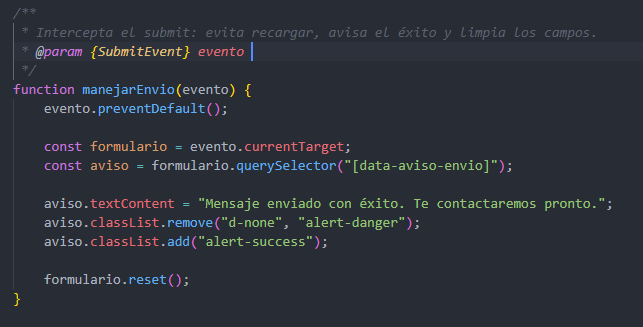 /**
 * Intercepta el submit: evita recargar, avisa el éxito y limpia los campos.
 * @param {SubmitEvent} evento
 */
function manejarEnvio(evento) {
    evento.preventDefault();

    const formulario = evento.currentTarget;
    const aviso = formulario.querySelector("[data-aviso-envio]");

    aviso.textContent = "Mensaje enviado con éxito. Te contactaremos pronto.";
    aviso.classList.remove("d-none", "alert-danger");
    aviso.classList.add("alert-success");

    formulario.reset();
}